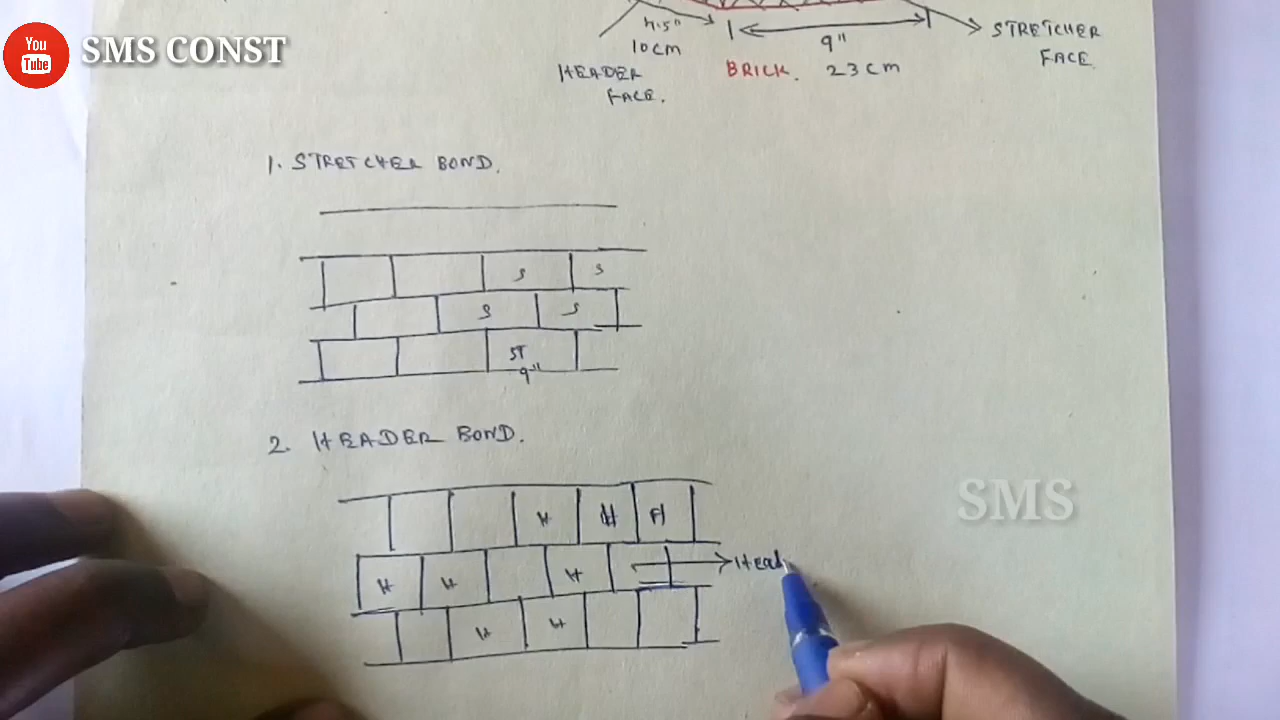 You
Tube
SMS CONST
4.5"
10cm
HEADER
FACE.
9"
BRICK. 23cm
STRETCHER
FACE.
1. STRETCHER BOND.
S S
S S
ST
9"
2. HEADER BOND.
H H H
H H H
H H
Head
SMS